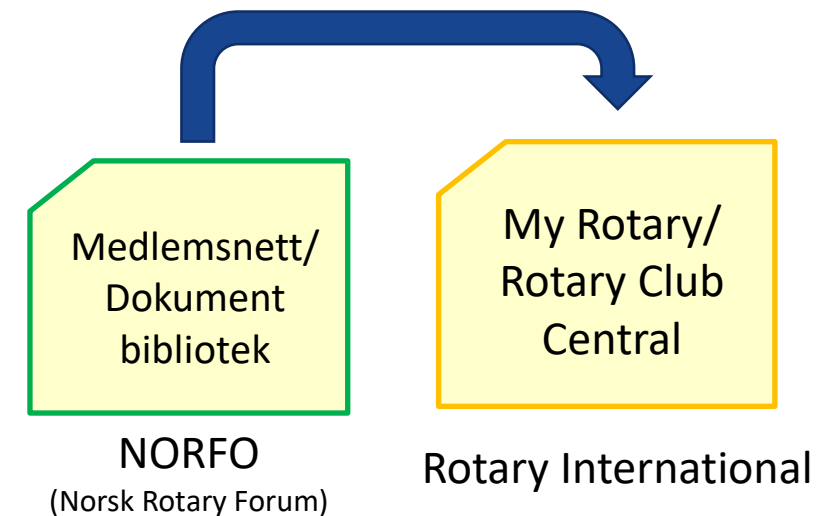 Medlemsnett/
Dokument
bibliotek
NORFO
(Norsk Rotary Forum)
My Rotary/
Rotary Club
Central
Rotary International